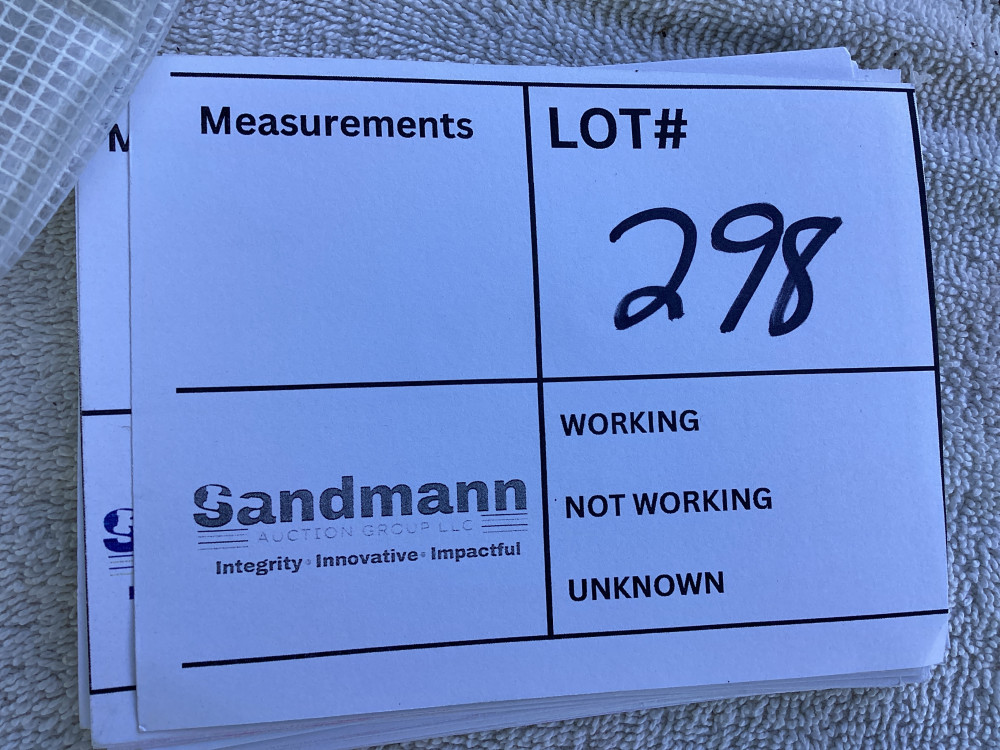 Measurements
LOT#
298
WORKING
NOT WORKING
UNKNOWN
Sandmann
AUCTION GROUP LLC
Integrity • Innovative • Impactful
M
S